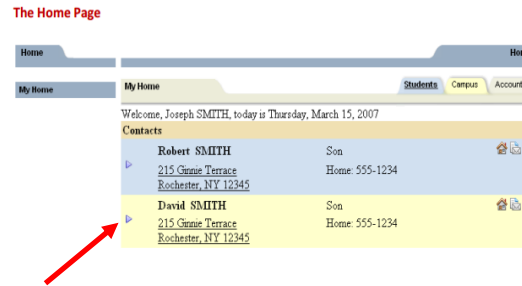 The Home Page
Home
My Home
My Home
Students Campus Account
Welcome, Joseph SMITH, today is Thursday, March 15, 2007
Contacts
Robert SMITH Son
215 Ginnie Terrace Home: 555-1234
Rochester, NY 12345
David SMITH Son
215 Ginnie Terrace Home: 555-1234
Rochester, NY 12345